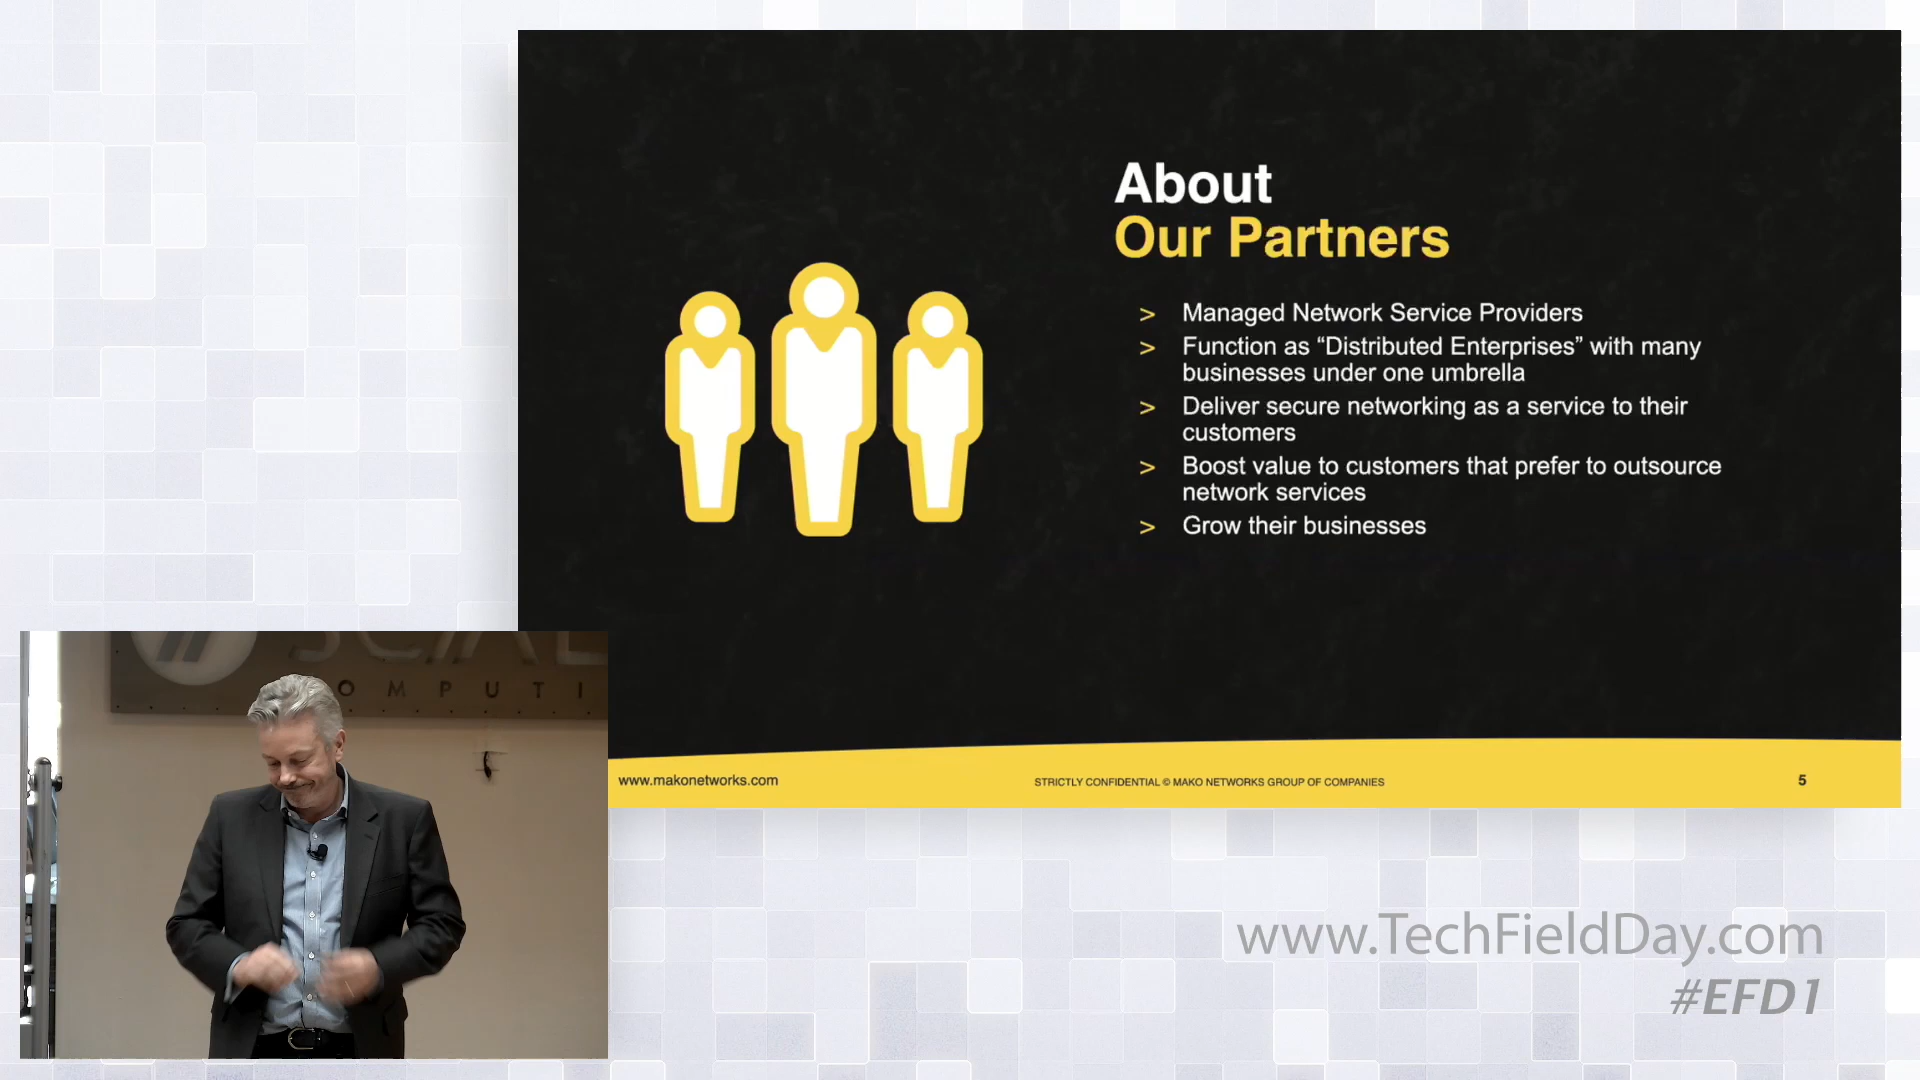 About
Our Partners
> Managed Network Service Providers
> Function as “Distributed Enterprises” with many
businesses under one umbrella
> Deliver secure networking as a service to their
customers
> Boost value to customers that prefer to outsource
network services
> Grow their businesses
www.makonetworks.com
STRICTLY CONFIDENTIAL © MAKO NETWORKS GROUP OF COMPANIES
5
OMPUTI
www.TechFieldDay.com
#EFD1